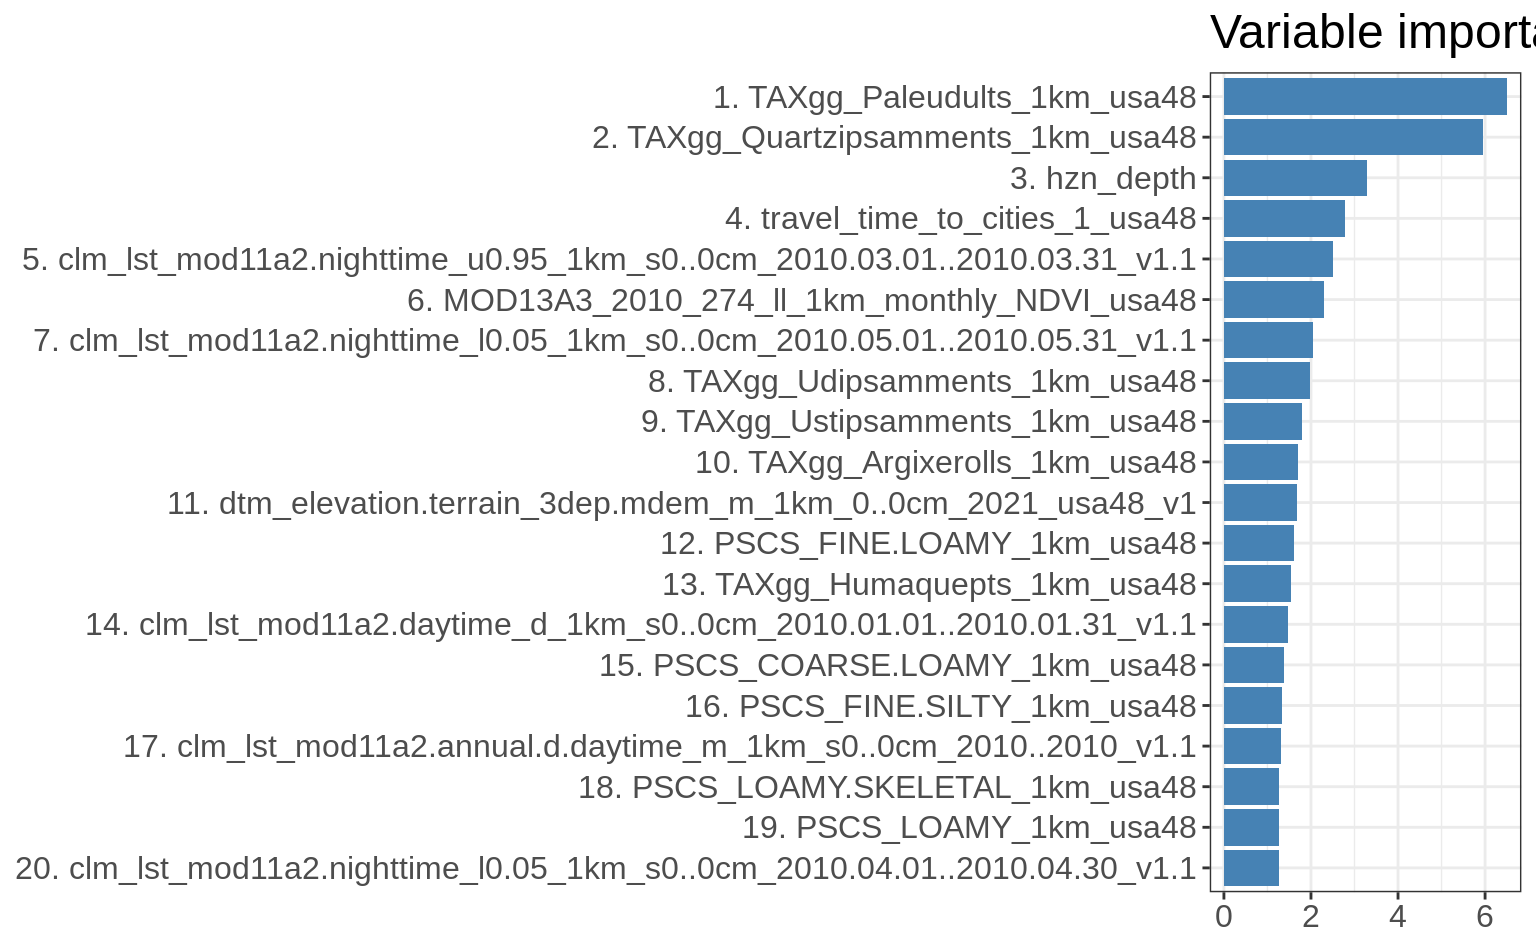 Variable importa
1. TAXgg_Paleudults_1km_usa48
2. TAXgg_Quartzipsamments_1km_usa48
3. hzn_depth
4. travel_time_to_cities_1_usa48
5. clm_lst_mod11a2.nighttime_u0.95_1km_s0..0cm_2010.03.01..2010.03.31_v1.1
6. MOD13A3_2010_274_ll_1km_monthly_NDVI_usa48
7. clm_lst_mod11a2.nighttime_l0.05_1km_s0..0cm_2010.05.01..2010.05.31_v1.1
8. TAXgg_Udipsamments_1km_usa48
9. TAXgg_Ustipsamments_1km_usa48
10. TAXgg_Argixerolls_1km_usa48
11. dtm_elevation.terrain_3dep.mdem_m_1km_0..0cm_2021_usa48_v1
12. PSCS_FINE.LOAMY_1km_usa48
13. TAXgg_Humaquepts_1km_usa48
14. clm_lst_mod11a2.daytime_d_1km_s0..0cm_2010.01.01..2010.01.31_v1.1
15. PSCS_COARSE.LOAMY_1km_usa48
16. PSCS_FINE.SILTY_1km_usa48
17. clm_lst_mod11a2.annual.d.daytime_m_1km_s0..0cm_2010..2010_v1.1
18. PSCS_LOAMY.SKELETAL_1km_usa48
19. PSCS_LOAMY_1km_usa48
20. clm_lst_mod11a2.nighttime_l0.05_1km_s0..0cm_2010.04.01..2010.04.30_v1.1
0 2 4 6